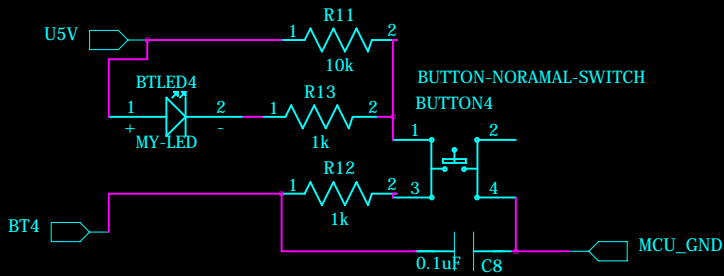 R11
U5V
1
2
10k
BTLED4
BUTTON-NORAMAL-SWITCH
R13
BUTTON4
1
2
1
2
+
-
MY-LED
1k
1
2
R12
1
2
3
4
1k
BT4
MCU_GND
0.1uF
C8